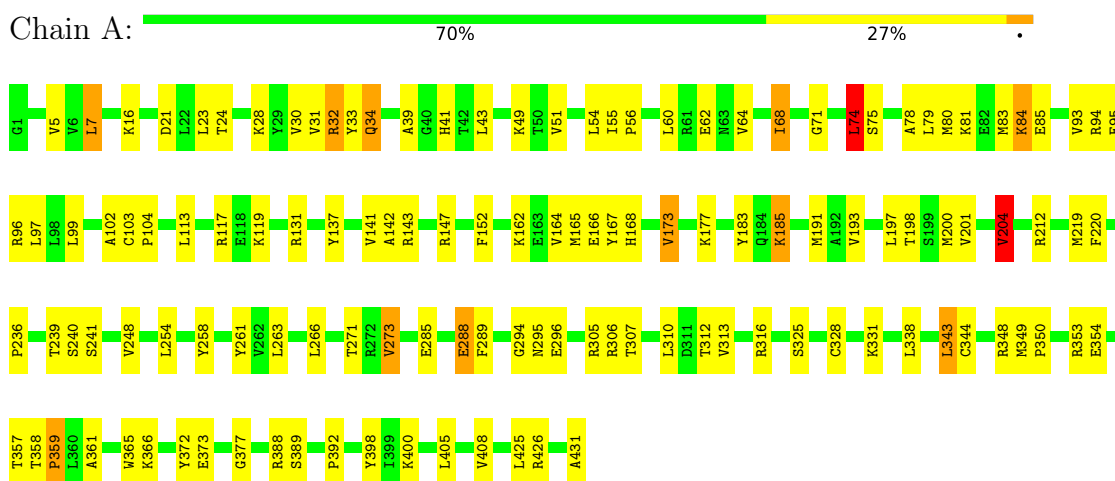 Chain A:
70% 27% •
G1 V5 V6 L7 K16 D21 L22 L23 T24 K28 Y29 V30 V31 R32 Y33 Q34 A39 G40 H41 T42 L43 K49 T50 V51 L54 I55 P56 L60 R61 E62 N63 V64 I68 G71 L74 S75 A78 L79 M80 K81 E82 M83 K84 E85 V93 R94
R96 L97 L98 L99 A102 C103 P104 L113 R117 E118 K119 R131 Y137 V141 A142 R143 R147 F152 K162 E163 V164 M165 E166 Y167 H168 V173 K177 Y183 Q184 K185 M191 A192 V193 L197 T198 S199 M200 V201 V204 R212 M219 F220
P236 T239 S240 S241 V248 L254 Y258 Y261 V262 L263 L266 T271 R272 V273 E285 E288 F289 G294 N295 E296 R305 R306 T307 L310 D311 T312 V313 R316 S325 C328 K331 L338 L343 C344 R348 M349 P350 R353 E354
T357 T358 P359 L360 A361 W365 K366 Y372 E373 G377 R388 S389 P392 Y398 I399 K400 L405 V408 L425 R426 A431